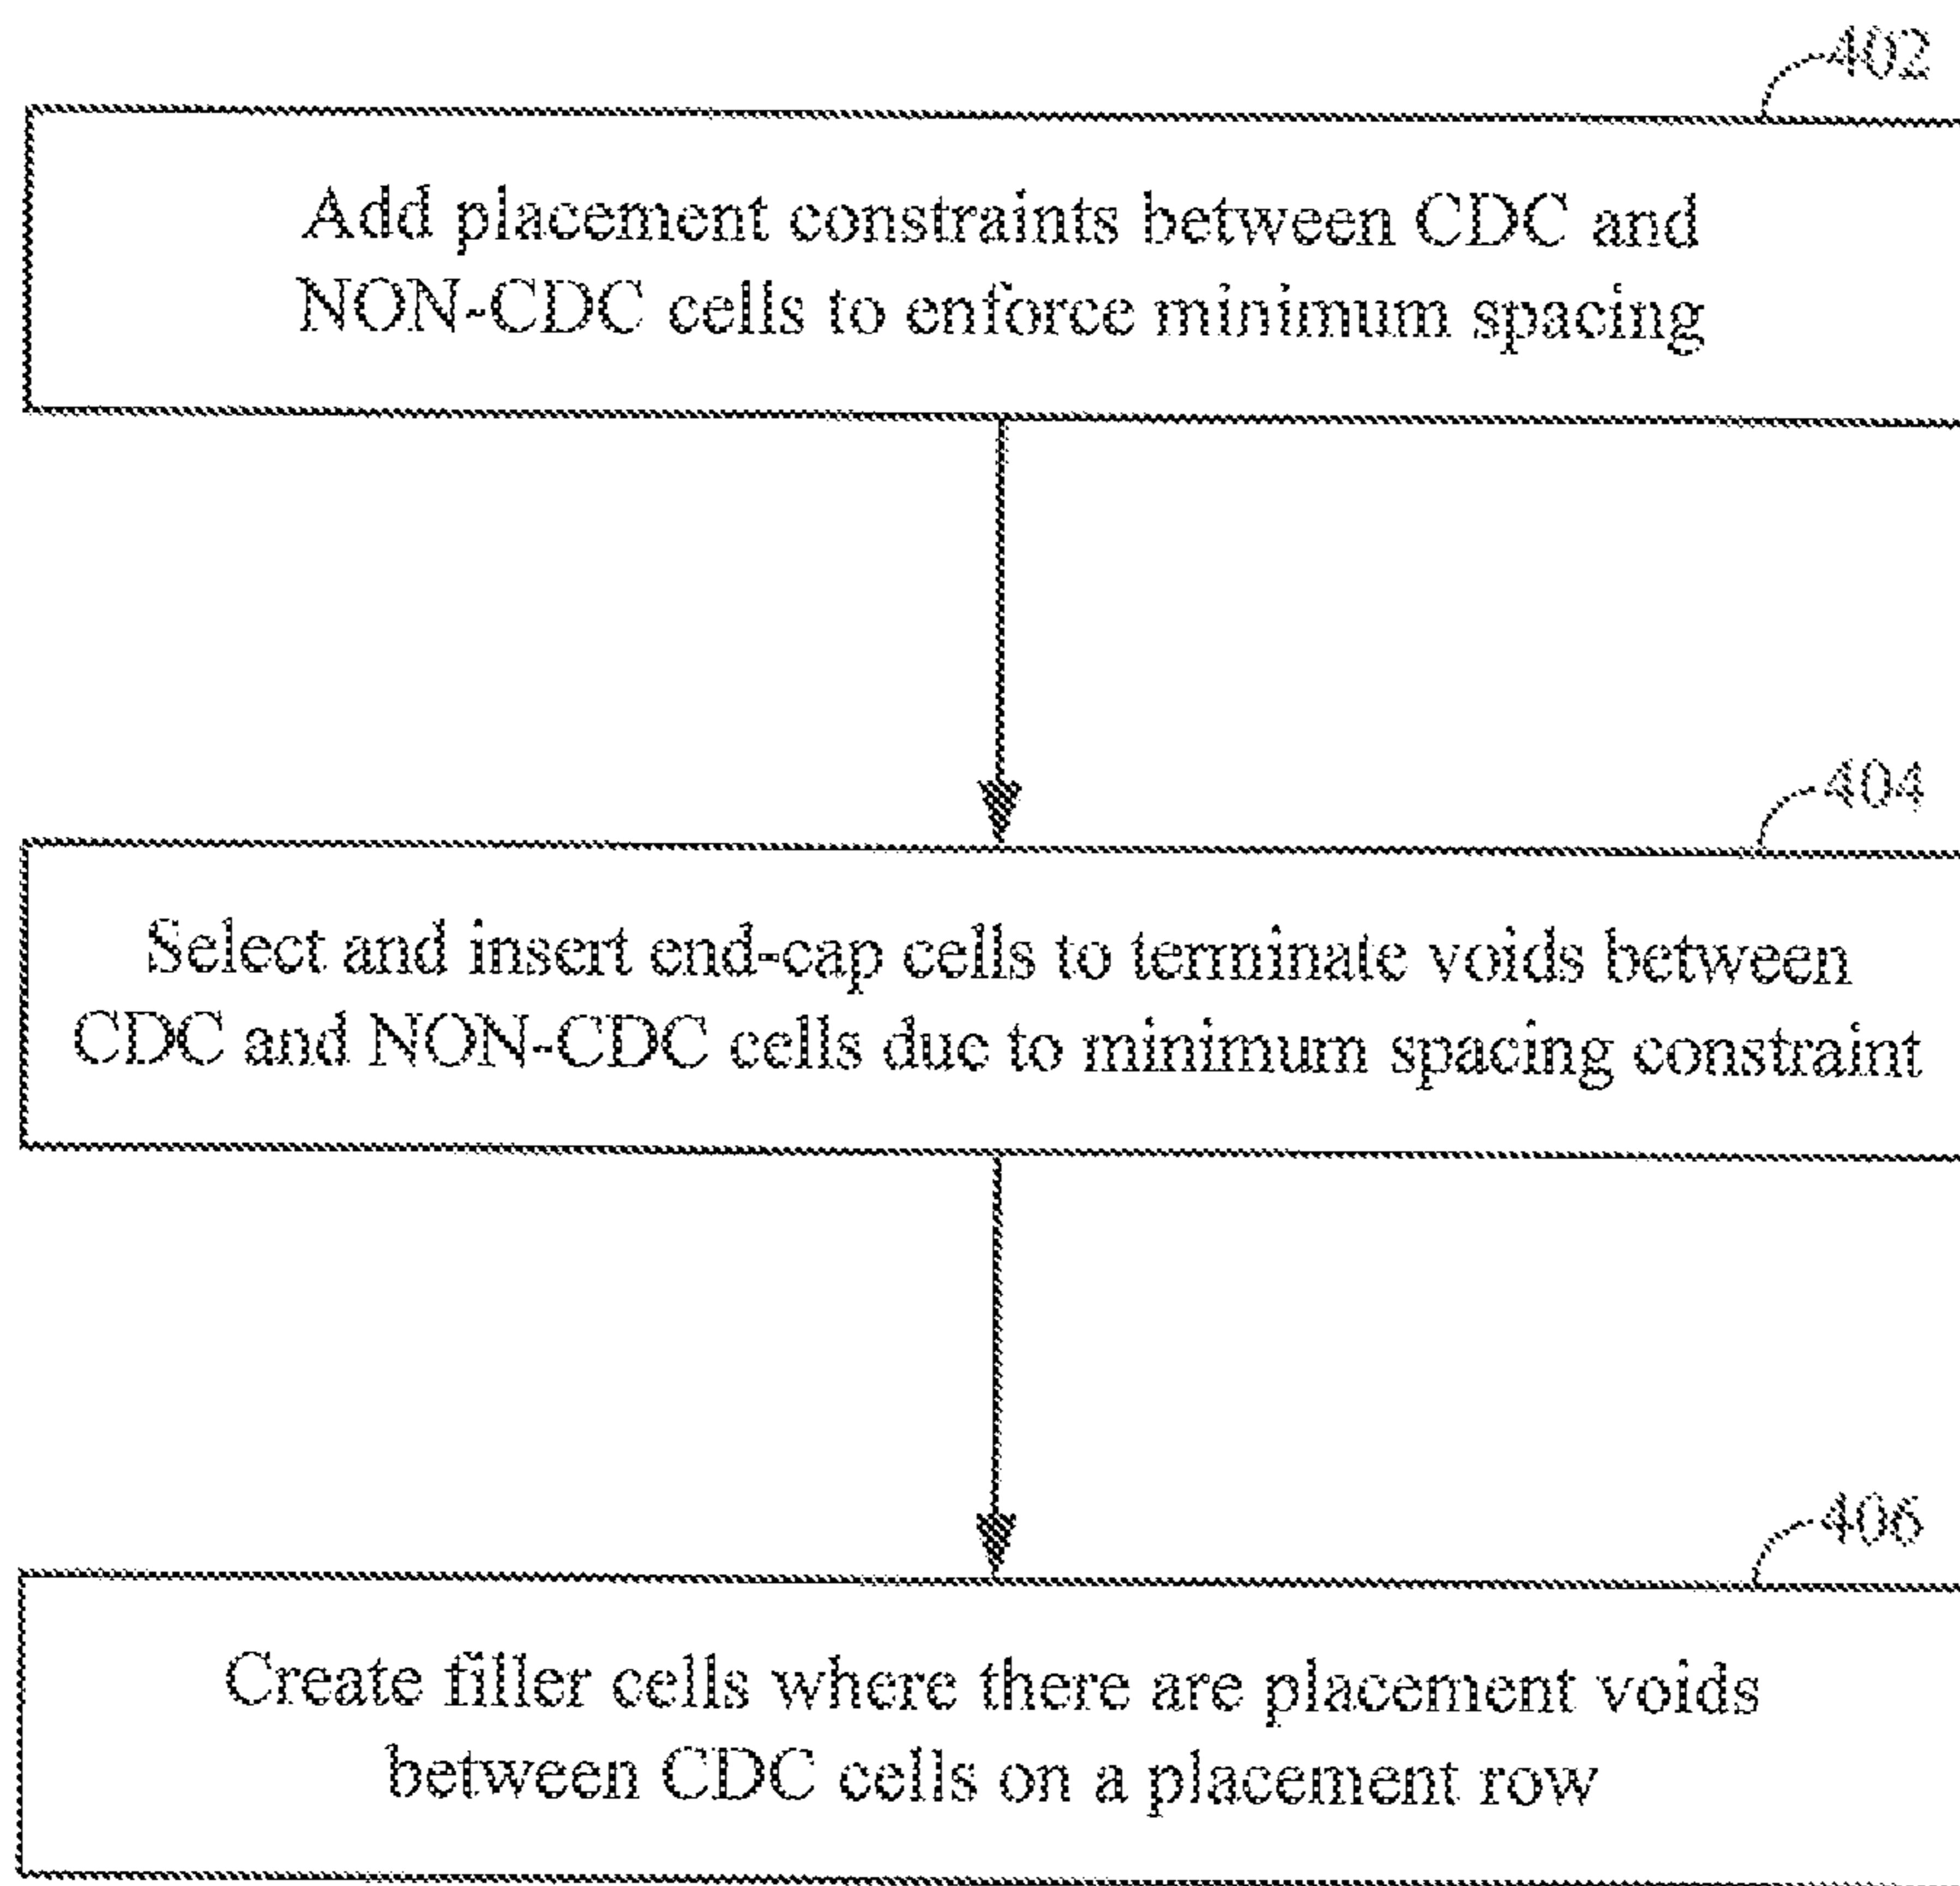 402
Add placement constraints between CDC and
NON-CDC cells to enforce minimum spacing
404
Select and insert end-cap cells to terminate voids between
CDC and NON-CDC cells due to minimum spacing constraint
406
Create filler cells where there are placement voids
between CDC cells on a placement row